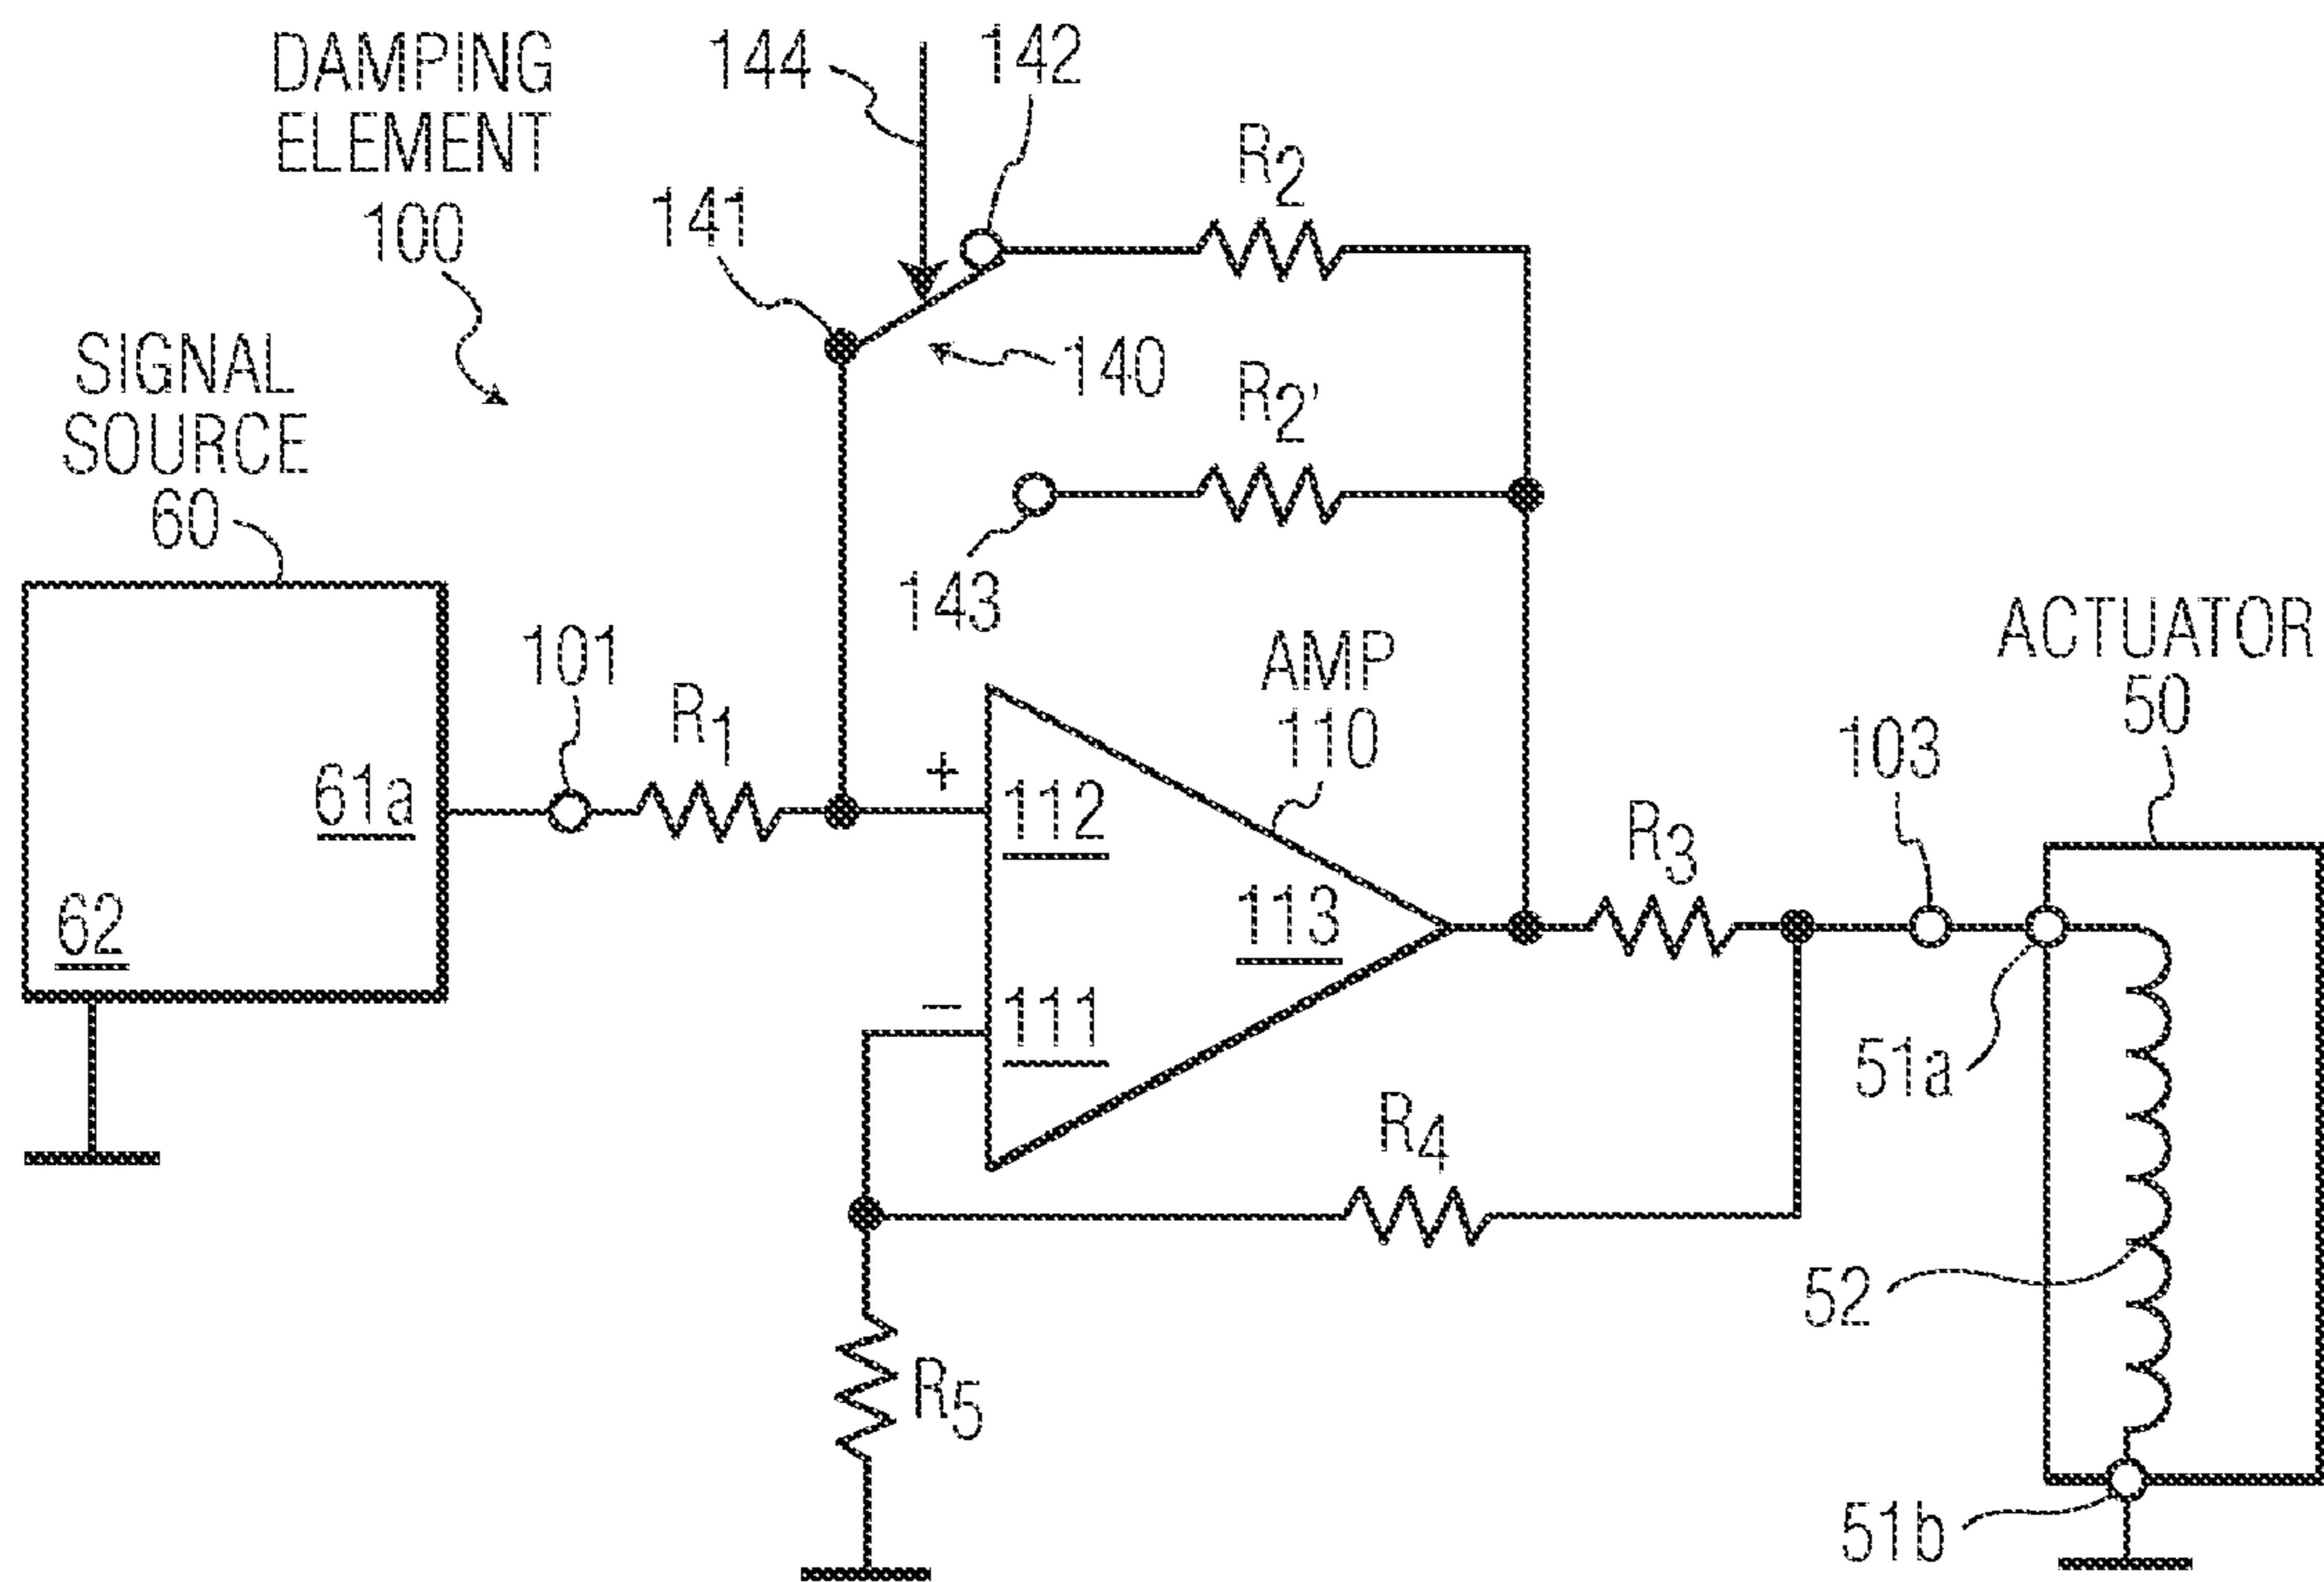 DAMPING
ELEMENT
100
144
142
141
R2
140
R2'
143
SIGNAL
SOURCE
60
61a
62
101
R1
+
112
AMP
110
113
−
111
R3
103
ACTUATOR
50
51a
R4
52
R5
51b